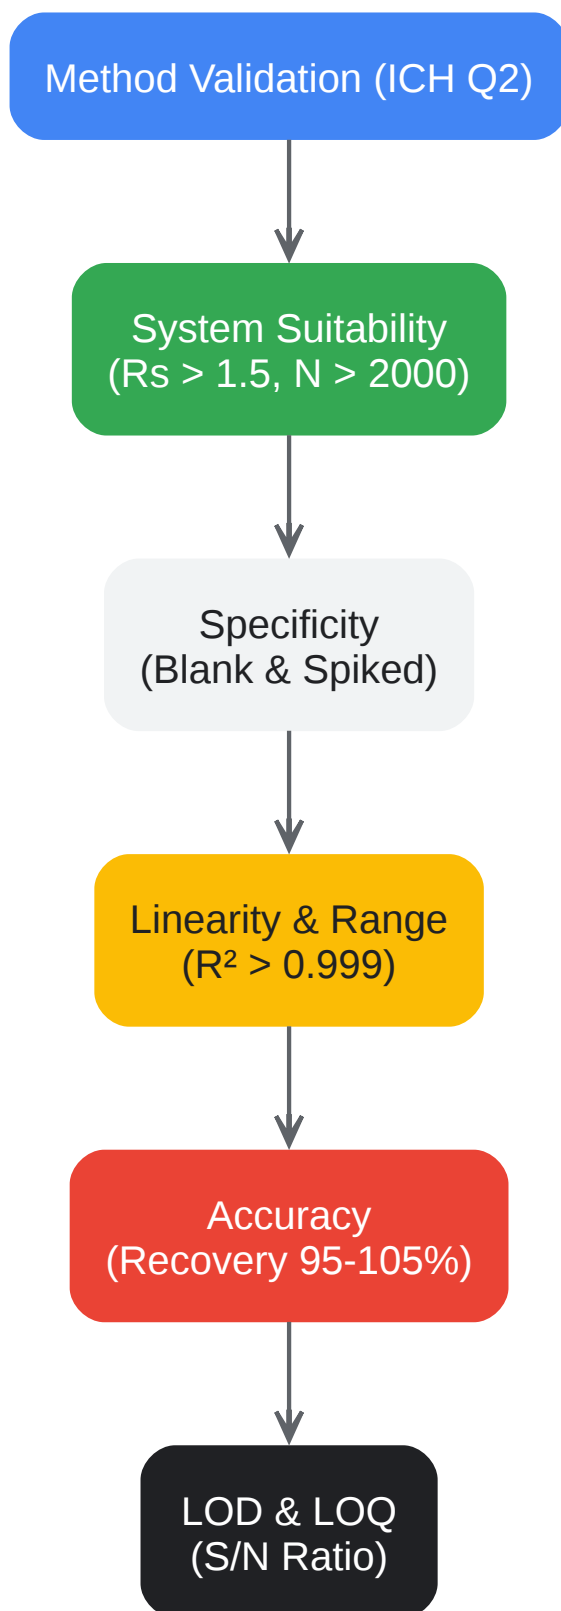 Method Validation (ICH Q2)
System Suitability
(Rs > 1.5, N > 2000)
Specificity
(Blank & Spiked)
Linearity & Range
(R² > 0.999)
Accuracy
(Recovery 95-105%)
LOD & LOQ
(S/N Ratio)